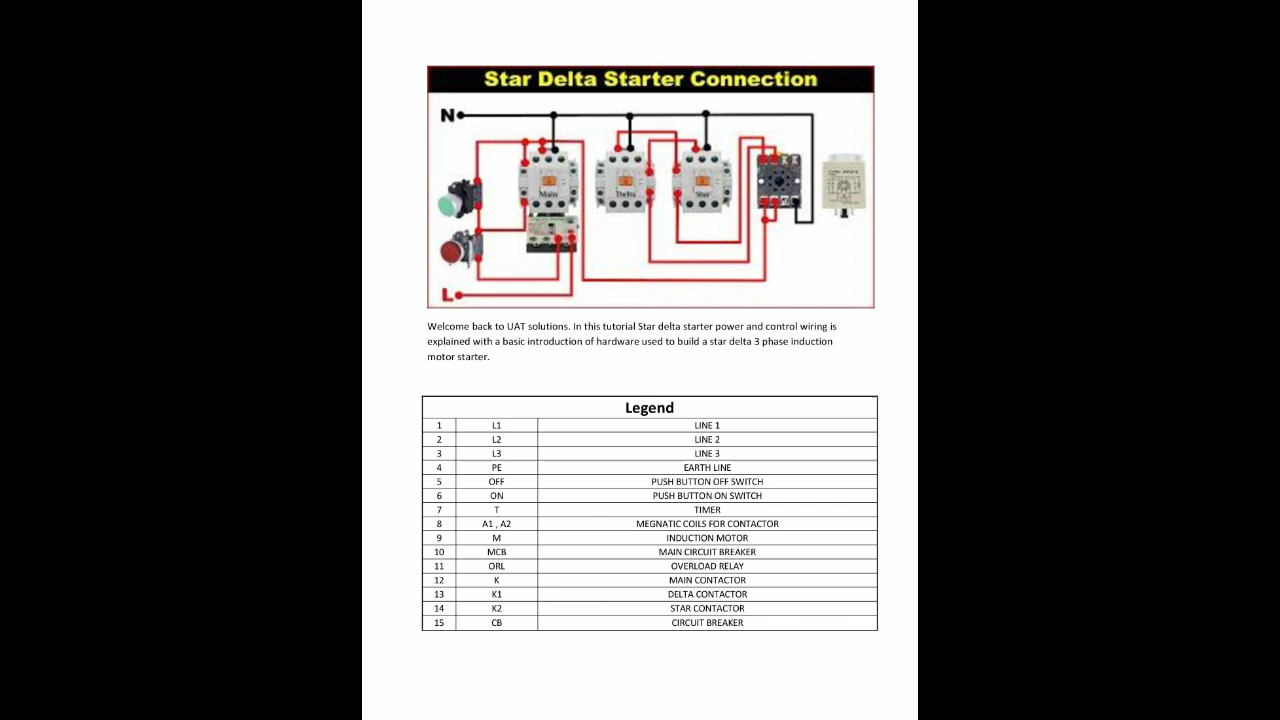 Star Delta Starter Connection
N
Main
Delta
Star
L
Welcome back to UAT solutions. In this tutorial Star delta starter power and control wiring is
explained with a basic introduction of hardware used to build a star delta 3 phase induction
motor starter.
Legend
1 L1 LINE 1
2 L2 LINE 2
3 L3 LINE 3
4 PE EARTH LINE
5 OFF PUSH BUTTON OFF SWITCH
6 ON PUSH BUTTON ON SWITCH
7 T TIMER
8 A1 , A2 MEGNATIC COILS FOR CONTACTOR
9 M INDUCTION MOTOR
10 MCB MAIN CIRCUIT BREAKER
11 ORL OVERLOAD RELAY
12 K MAIN CONTACTOR
13 K1 DELTA CONTACTOR
14 K2 STAR CONTACTOR
15 CB CIRCUIT BREAKER